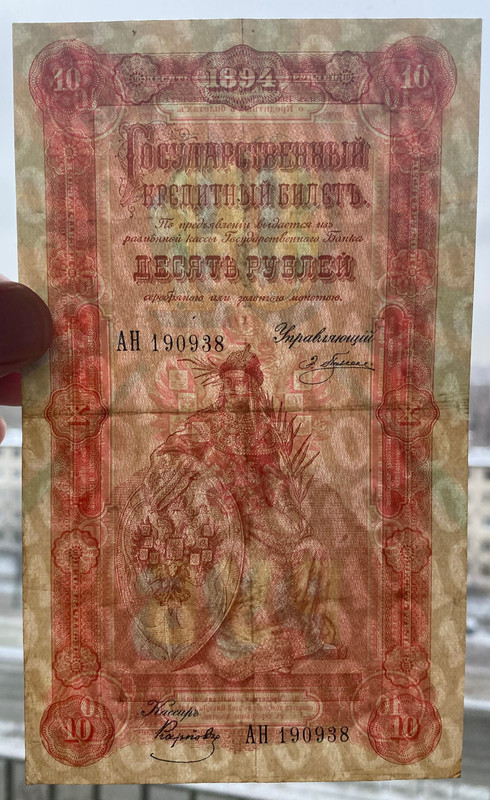 10 1894 10
Государственный
кредитный билетъ.
По предъявленіи выдается изъ
размѣнной кассы Государственнаго Банка
ДЕСЯТЬ РУБЛЕЙ
серебряною или золотою монетою.
АН 190938
Управляющій
Кассиръ
АН 190938
10 10